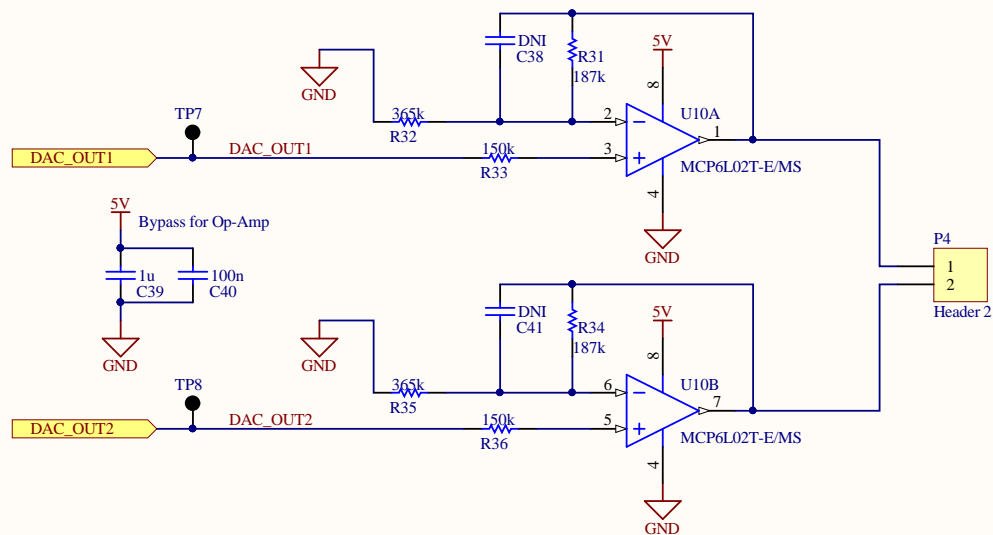 DNI
C38
R31
187k
5V
8
U10A
GND
365k
R32
2
1
TP7
DAC_OUT1
DAC_OUT1
150k
R33
3
MCP6L02T-E/MS
4
GND
5V
Bypass for Op-Amp
1u
C39
100n
C40
GND
P4
1
2
Header 2
DNI
C41
R34
187k
5V
8
U10B
GND
365k
R35
6
7
TP8
DAC_OUT2
DAC_OUT2
150k
R36
5
MCP6L02T-E/MS
4
GND